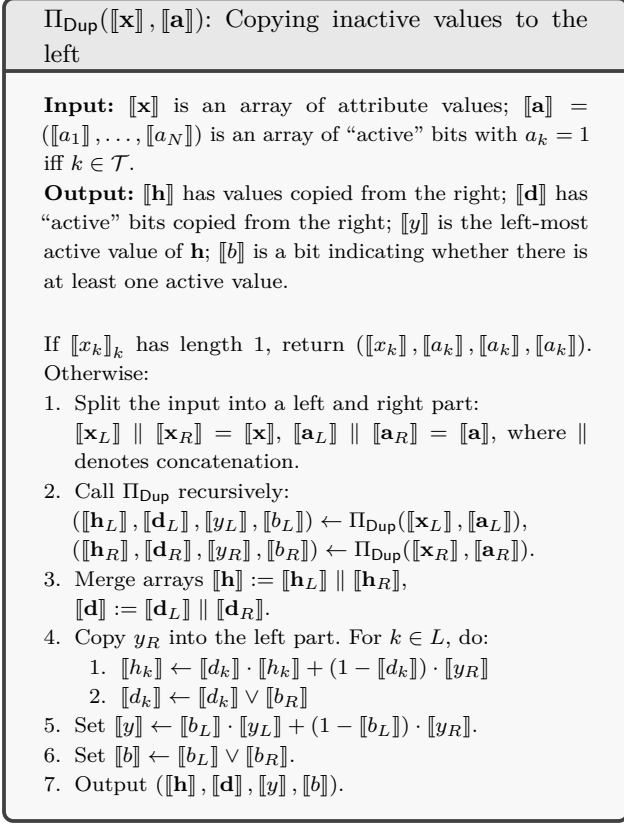 Π_Dup(⟦x⟧, ⟦a⟧): Copying inactive values to the
left
Input: ⟦x⟧ is an array of attribute values; ⟦a⟧ =
(⟦a₁⟧, …, ⟦a_N⟧) is an array of “active” bits with a_k = 1
iff k ∈ 𝒯.
Output: ⟦h⟧ has values copied from the right; ⟦d⟧ has
“active” bits copied from the right; ⟦y⟧ is the left-most
active value of h; ⟦b⟧ is a bit indicating whether there is
at least one active value.
If ⟦x_k⟧_k has length 1, return (⟦x_k⟧, ⟦a_k⟧, ⟦a_k⟧, ⟦a_k⟧).
Otherwise:
1. Split the input into a left and right part:
⟦x_L⟧ ∥ ⟦x_R⟧ = ⟦x⟧, ⟦a_L⟧ ∥ ⟦a_R⟧ = ⟦a⟧, where ∥
denotes concatenation.
2. Call Π_Dup recursively:
(⟦h_L⟧, ⟦d_L⟧, ⟦y_L⟧, ⟦b_L⟧) ← Π_Dup(⟦x_L⟧, ⟦a_L⟧),
(⟦h_R⟧, ⟦d_R⟧, ⟦y_R⟧, ⟦b_R⟧) ← Π_Dup(⟦x_R⟧, ⟦a_R⟧).
3. Merge arrays ⟦h⟧ := ⟦h_L⟧ ∥ ⟦h_R⟧,
⟦d⟧ := ⟦d_L⟧ ∥ ⟦d_R⟧.
4. Copy y_R into the left part. For k ∈ L, do:
1. ⟦h_k⟧ ← ⟦d_k⟧ · ⟦h_k⟧ + (1 − ⟦d_k⟧) · ⟦y_R⟧
2. ⟦d_k⟧ ← ⟦d_k⟧ ∨ ⟦b_R⟧
5. Set ⟦y⟧ ← ⟦b_L⟧ · ⟦y_L⟧ + (1 − ⟦b_L⟧) · ⟦y_R⟧.
6. Set ⟦b⟧ ← ⟦b_L⟧ ∨ ⟦b_R⟧.
7. Output (⟦h⟧, ⟦d⟧, ⟦y⟧, ⟦b⟧).